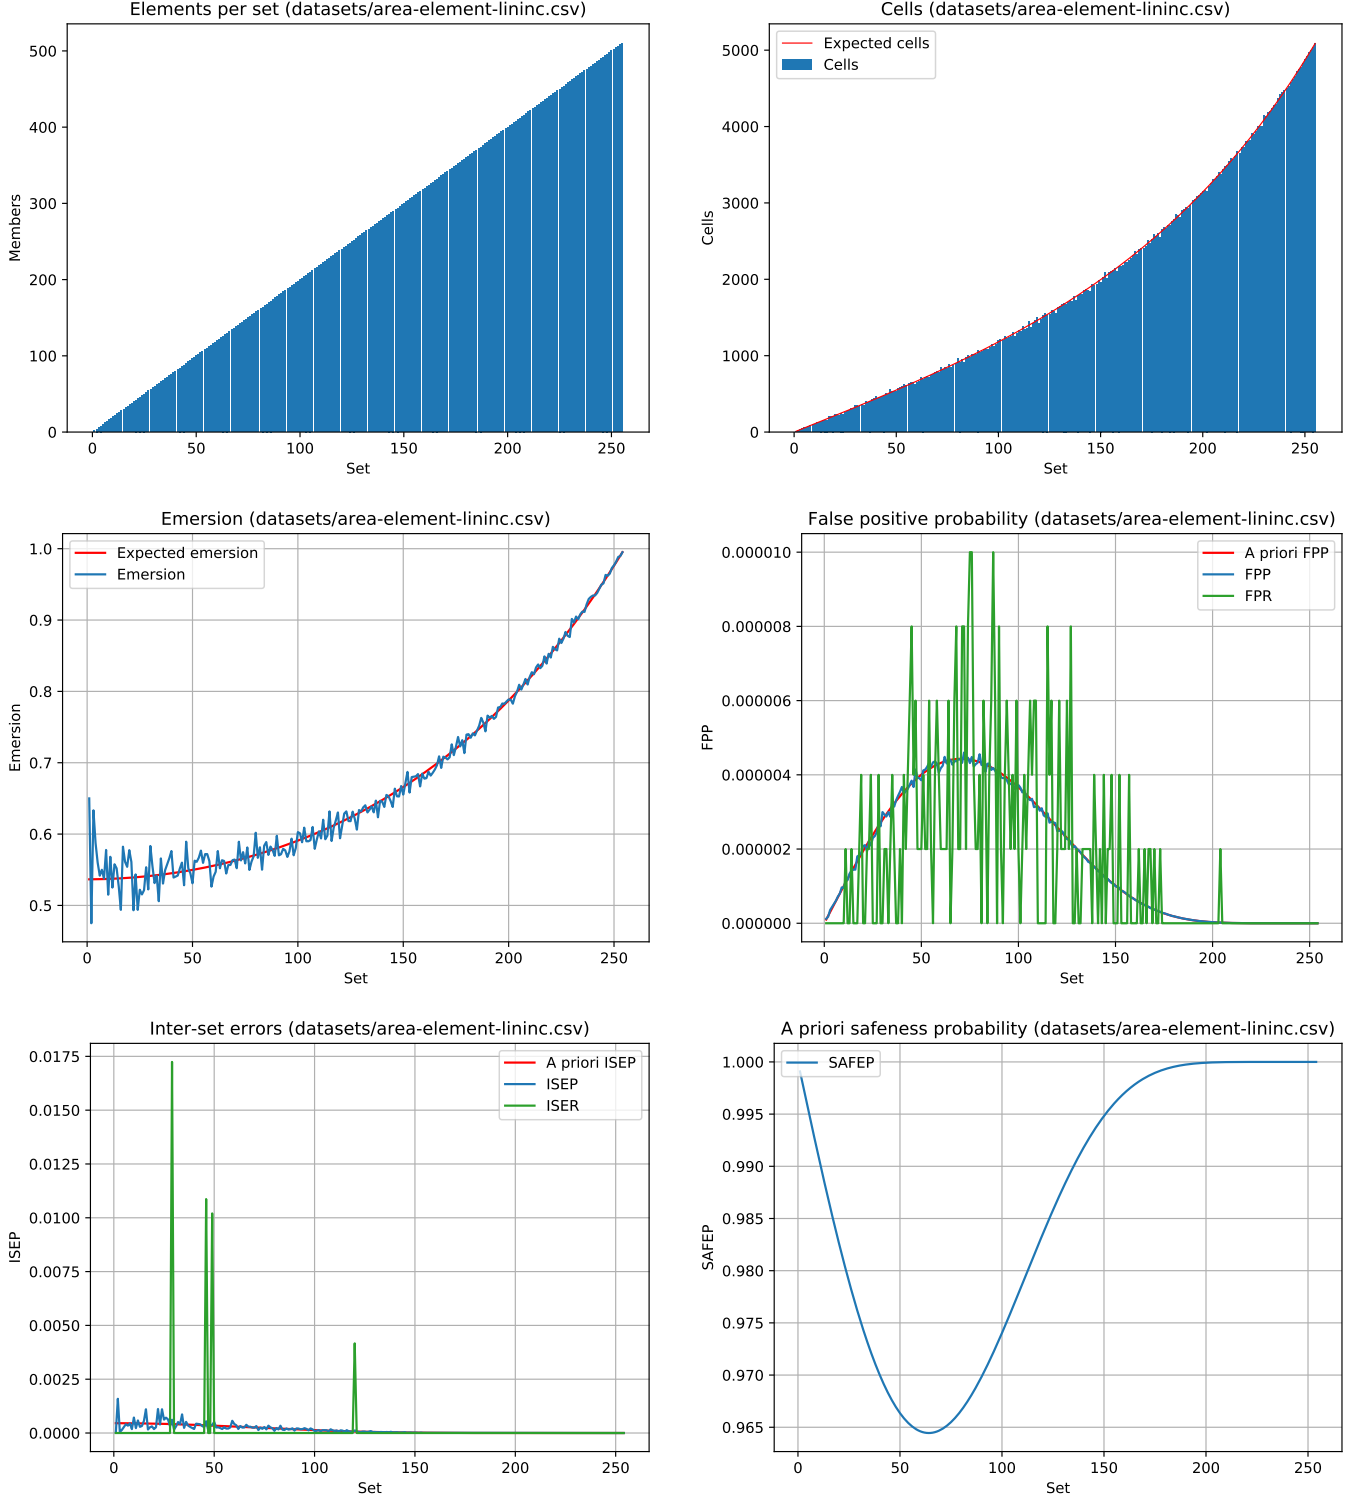 Elements per set (datasets/area-element-lininc.csv)
500
400
300
200
100
0
Members
0 50 100 150 200 250
Set
Cells (datasets/area-element-lininc.csv)
Expected cells
Cells
5000
4000
3000
2000
1000
0
Cells
0 50 100 150 200 250
Set
Emersion (datasets/area-element-lininc.csv)
Expected emersion
Emersion
1.0
0.9
0.8
0.7
0.6
0.5
Emersion
0 50 100 150 200 250
Set
False positive probability (datasets/area-element-lininc.csv)
A priori FPP
FPP
FPR
0.000010
0.000008
0.000006
0.000004
0.000002
0.000000
FPP
0 50 100 150 200 250
Set
Inter-set errors (datasets/area-element-lininc.csv)
A priori ISEP
ISEP
ISER
0.0175
0.0150
0.0125
0.0100
0.0075
0.0050
0.0025
0.0000
ISEP
0 50 100 150 200 250
Set
A priori safeness probability (datasets/area-element-lininc.csv)
SAFEP
1.000
0.995
0.990
0.985
0.980
0.975
0.970
0.965
SAFEP
0 50 100 150 200 250
Set